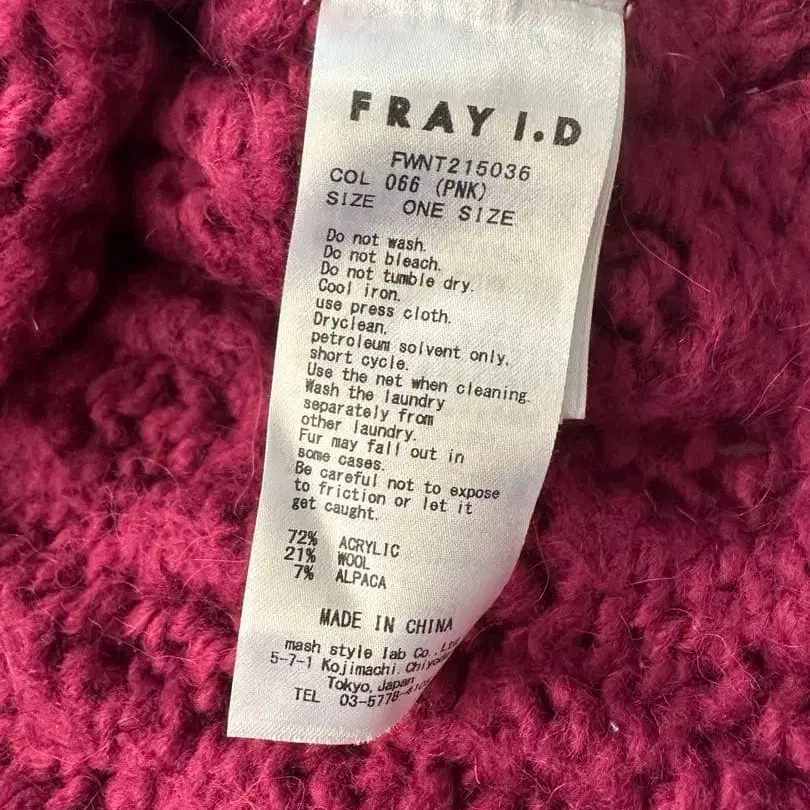 FRAY I.D
FWNT215036
COL 066 (PNK)
SIZE ONE SIZE
Do not wash.
Do not bleach.
Do not tumble dry.
Cool iron.
use press cloth.
Dryclean.
petroleum solvent only.
short cycle.
Use the net when cleaning.
Wash the laundry
separately from
other laundry.
Fur may fall out in
some cases.
Be careful not to expose
to friction or let it
get caught.
72% ACRYLIC
21% WOOL
7% ALPACA
MADE IN CHINA
mash style lab Co.,Ltd
5-7-1 Kojimachi
Tokyo, Japan
TEL 03-5778-